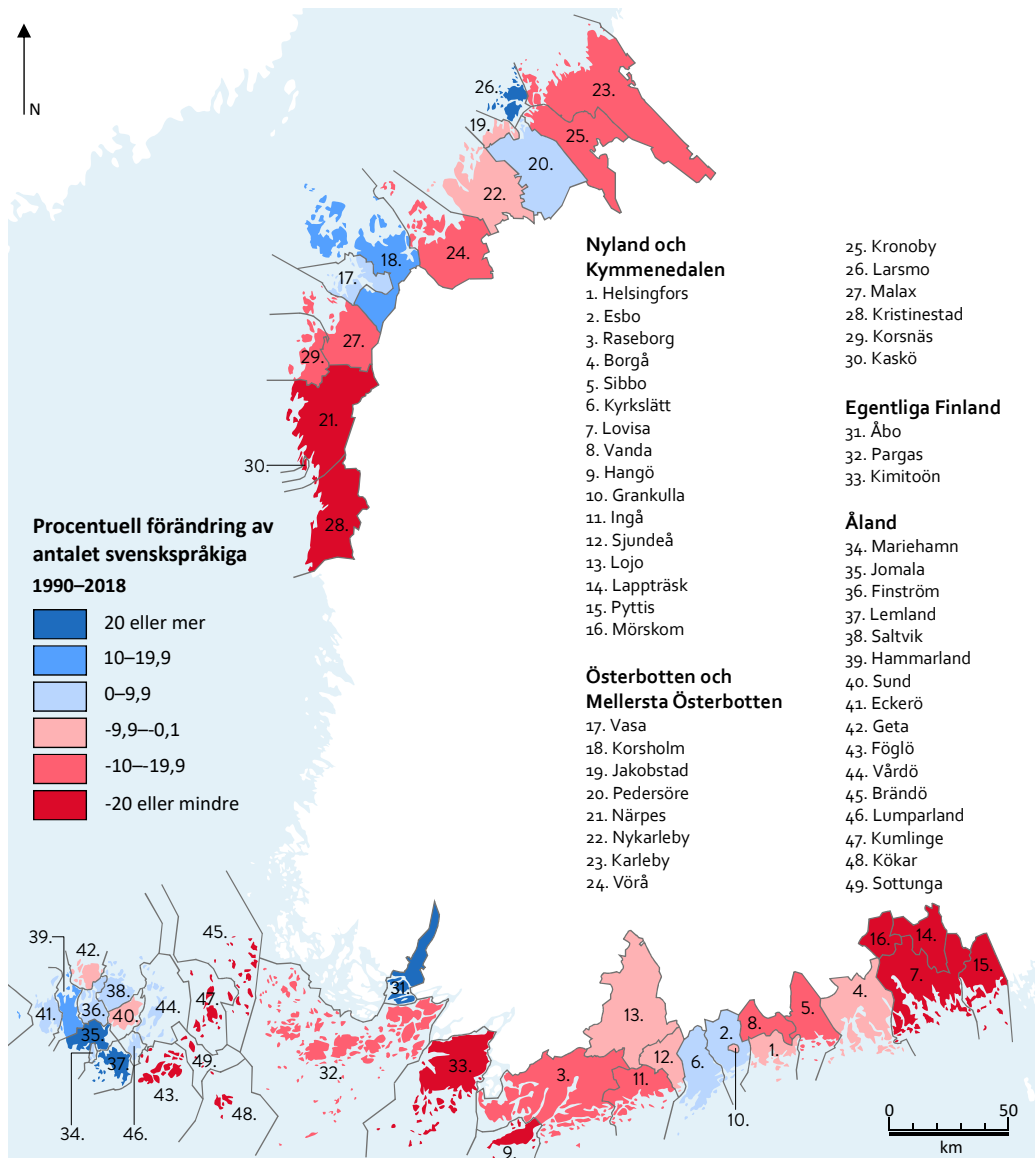 N
26.
23.
19.
25.
20.
22.
18.
24.
17.
27.
29.
21.
30.
28.
Nyland och
Kymmenedalen
1. Helsingfors
2. Esbo
3. Raseborg
4. Borgå
5. Sibbo
6. Kyrkslätt
7. Lovisa
8. Vanda
9. Hangö
10. Grankulla
11. Ingå
12. Sjundeå
13. Lojo
14. Lappträsk
15. Pyttis
16. Mörskom
Österbotten och
Mellersta Österbotten
17. Vasa
18. Korsholm
19. Jakobstad
20. Pedersöre
21. Närpes
22. Nykarleby
23. Karleby
24. Vörå
25. Kronoby
26. Larsmo
27. Malax
28. Kristinestad
29. Korsnäs
30. Kaskö
Egentliga Finland
31. Åbo
32. Pargas
33. Kimitoön
Åland
34. Mariehamn
35. Jomala
36. Finström
37. Lemland
38. Saltvik
39. Hammarland
40. Sund
41. Eckerö
42. Geta
43. Föglö
44. Vårdö
45. Brändö
46. Lumparland
47. Kumlinge
48. Kökar
49. Sottunga
Procentuell förändring av
antalet svenskspråkiga
1990–2018
20 eller mer
10–19,9
0–9,9
-9,9–-0,1
-10–-19,9
-20 eller mindre
39.
42.
45.
38.
47.
41.
36.
40.
44.
35.
37.
49.
43.
34.
46.
48.
32.
31.
33.
9.
3.
13.
12.
11.
6.
2.
8.
1.
10.
5.
4.
16.
14.
7.
15.
0 50
km